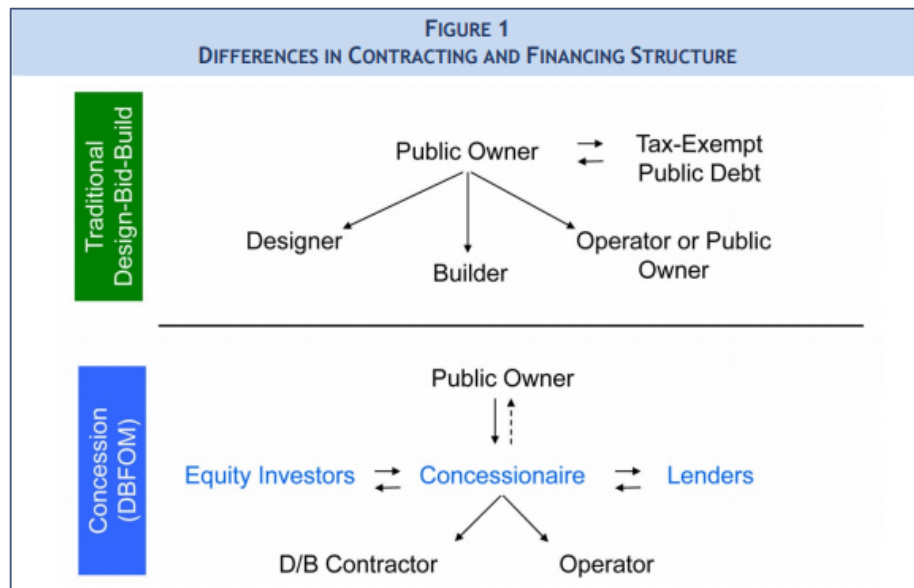 FIGURE 1
DIFFERENCES IN CONTRACTING AND FINANCING STRUCTURE
Traditional
Design-Bid-Build
Public Owner
Tax-Exempt
Public Debt
Designer
Builder
Operator or Public
Owner
Concession
(DBFOM)
Public Owner
Equity Investors
Concessionaire
Lenders
D/B Contractor
Operator